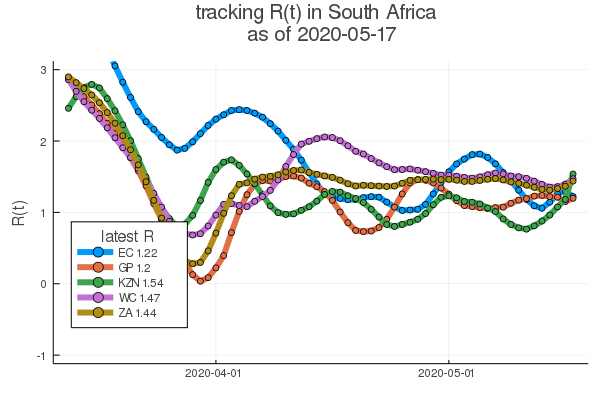 tracking R(t) in South Africa
as of 2020-05-17
3
2
1
0
-1
R(t)
latest R
EC 1.22
GP 1.2
KZN 1.54
WC 1.47
ZA 1.44
2020-04-01
2020-05-01